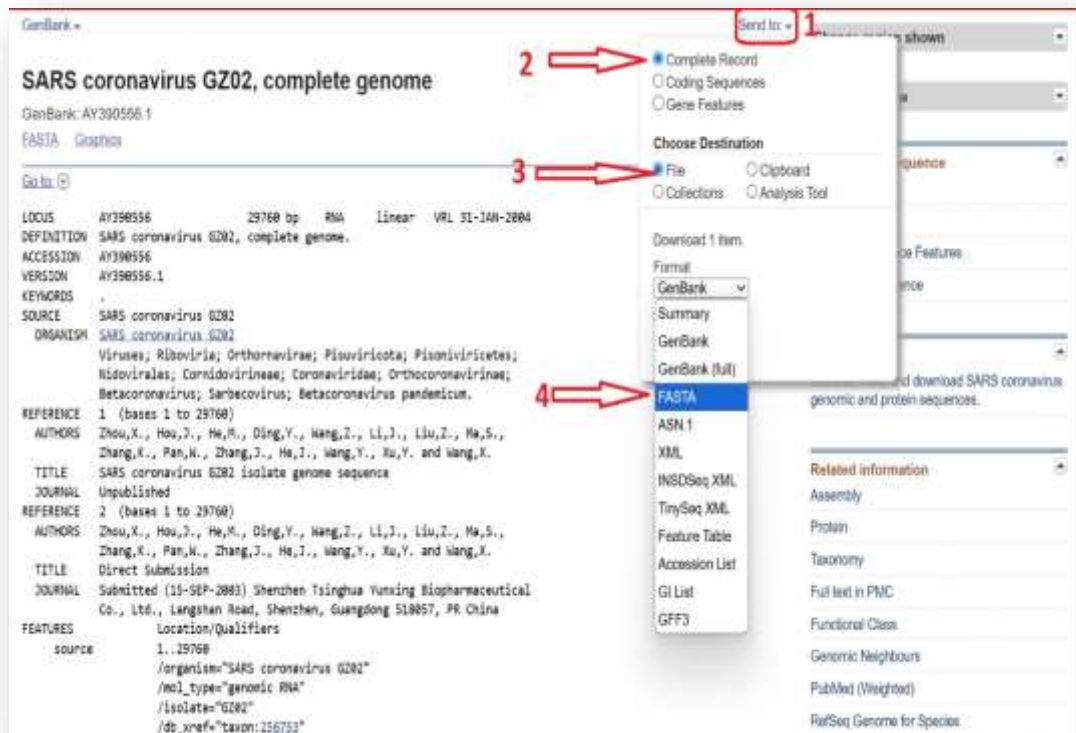 GenBank
Send to:
1
SARS coronavirus GZ02, complete genome
GenBank: AY390556.1
FASTA Graphics
Go to:
LOCUS AY390556 29760 bp RNA linear VRL 31-JAN-2004
DEFINITION SARS coronavirus GZ02, complete genome.
ACCESSION AY390556
VERSION AY390556.1
KEYWORDS .
SOURCE SARS coronavirus GZ02
ORGANISM SARS coronavirus GZ02
Viruses; Riboviria; Orthornavirae; Pisuviricota; Pisoniviricetes;
Nidovirales; Cornidovirineae; Coronaviridae; Orthocoronavirinae;
Betacoronavirus; Sarbecovirus; Betacoronavirus pandemicum.
REFERENCE 1 (bases 1 to 29760)
AUTHORS Zhou,X., Hou,J., He,M., Ding,Y., Wang,Z., Li,J., Liu,Z., Ma,S.,
Zhang,K., Pan,W., Zhang,J., He,J., Wang,Y., Xu,Y. and Wang,X.
TITLE SARS coronavirus GZ02 isolate genome sequence
JOURNAL Unpublished
REFERENCE 2 (bases 1 to 29760)
AUTHORS Zhou,X., Hou,J., He,M., Ding,Y., Wang,Z., Li,J., Liu,Z., Ma,S.,
Zhang,K., Pan,W., Zhang,J., He,J., Wang,Y., Xu,Y. and Wang,X.
TITLE Direct Submission
JOURNAL Submitted (15-SEP-2003) Shenzhen Tsinghua Yuanxing Biopharmaceutical
Co., Ltd., Langshan Road, Shenzhen, Guangdong 518057, PR China
FEATURES Location/Qualifiers
source 1..29760
/organism="SARS coronavirus GZ02"
/mol_type="genomic RNA"
/isolate="GZ02"
/db_xref="taxon:256753"
2
Complete Record
Coding Sequences
Gene Features
Choose Destination
3
File Clipboard
Collections Analysis Tool
Download 1 item.
Format
GenBank
Summary
GenBank
GenBank (full)
4
FASTA
ASN.1
XML
INSDSeq XML
TinySeq XML
Feature Table
Accession List
GI List
GFF3
shown
quence
ce Features
nce
nd download SARS coronavirus
genomic and protein sequences.
Related information
Assembly
Protein
Taxonomy
Full text in PMC
Functional Class
Genomic Neighbours
PubMed (Weighted)
RefSeq Genome for Species